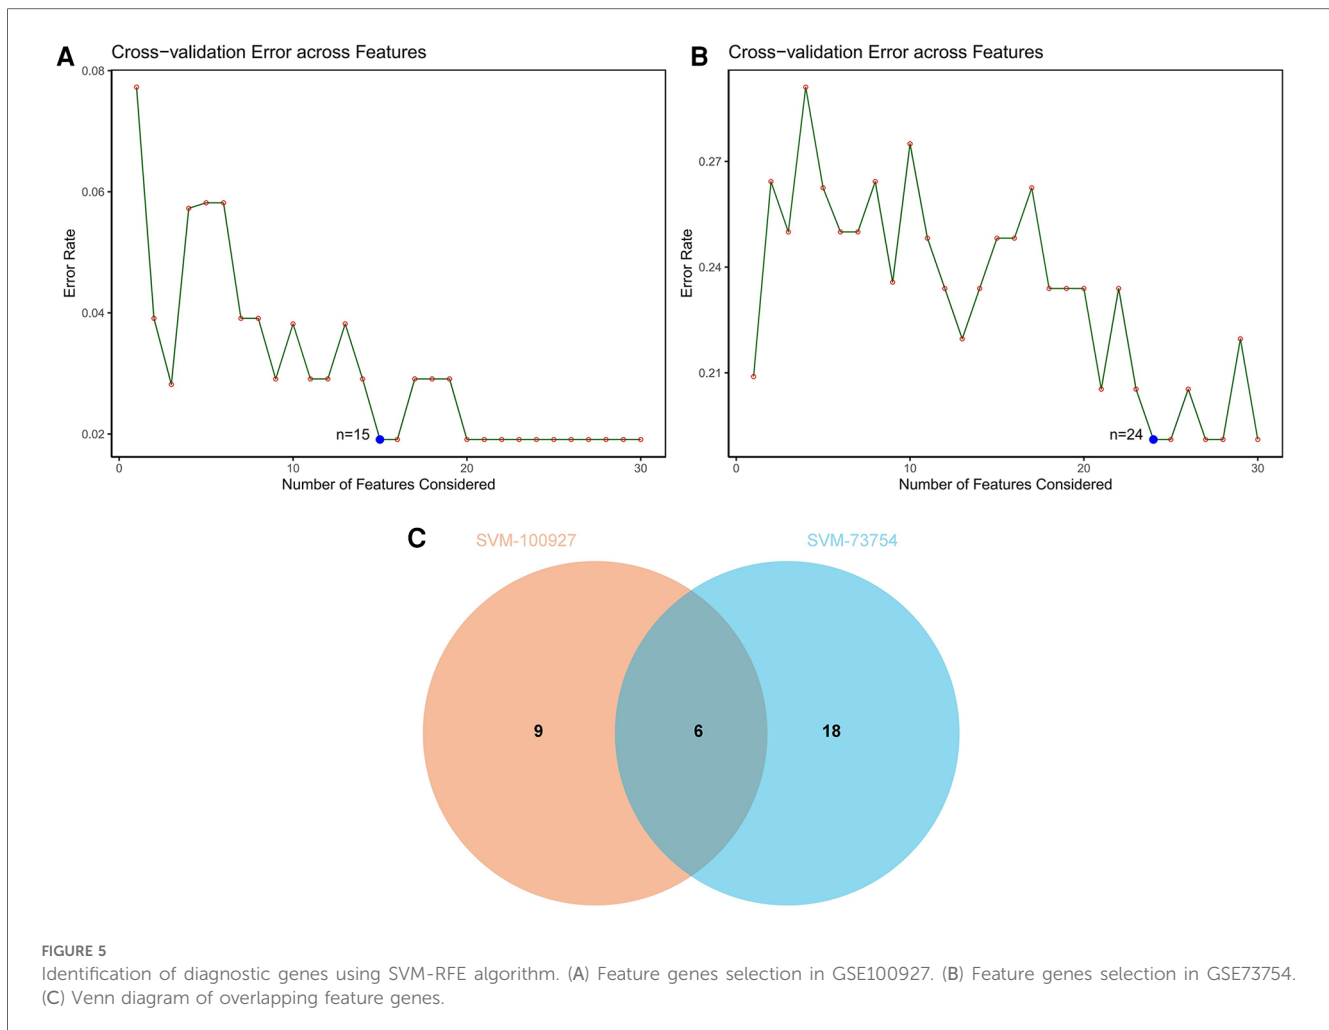 A
Cross−validation Error across Features
0.08
0.06
0.04
0.02
Error Rate
n=15
0
10
20
30
Number of Features Considered
B
Cross−validation Error across Features
0.27
0.24
0.21
Error Rate
n=24
0
10
20
30
Number of Features Considered
C
SVM-100927
SVM-73754
9
6
18
FIGURE 5
Identification of diagnostic genes using SVM-RFE algorithm. (A) Feature genes selection in GSE100927. (B) Feature genes selection in GSE73754.
(C) Venn diagram of overlapping feature genes.